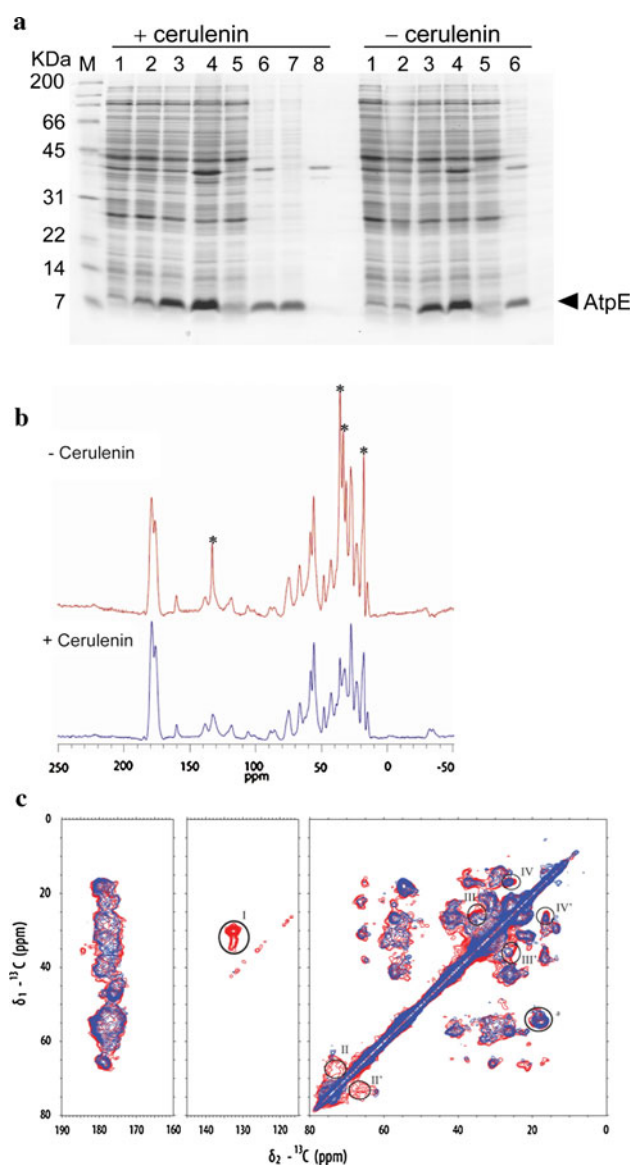 a
+ cerulenin
– cerulenin
KDa M 1 2 3 4 5 6 7 8 1 2 3 4 5 6
200
66
45
31
22
14
7
AtpE
b
*
*
*
*
- Cerulenin
+ Cerulenin
250 200 150 100 50 0 -50
ppm
c
0
20
40
60
80
δ₁ -¹³C (ppm)
I
II
II'
III
III'
IV
IV'
*
190 180 170 160 140 130 120 80 60 40 20 0
δ₂ -¹³C (ppm)